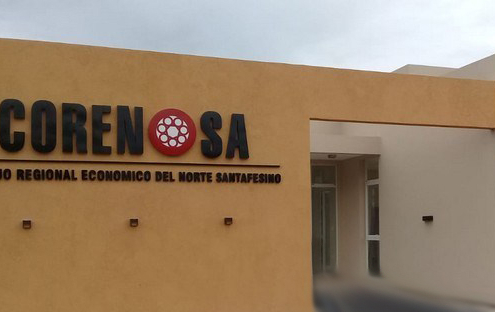 CORENOSA
REGIONAL ECONOMICO DEL NORTE SANTAFESINO